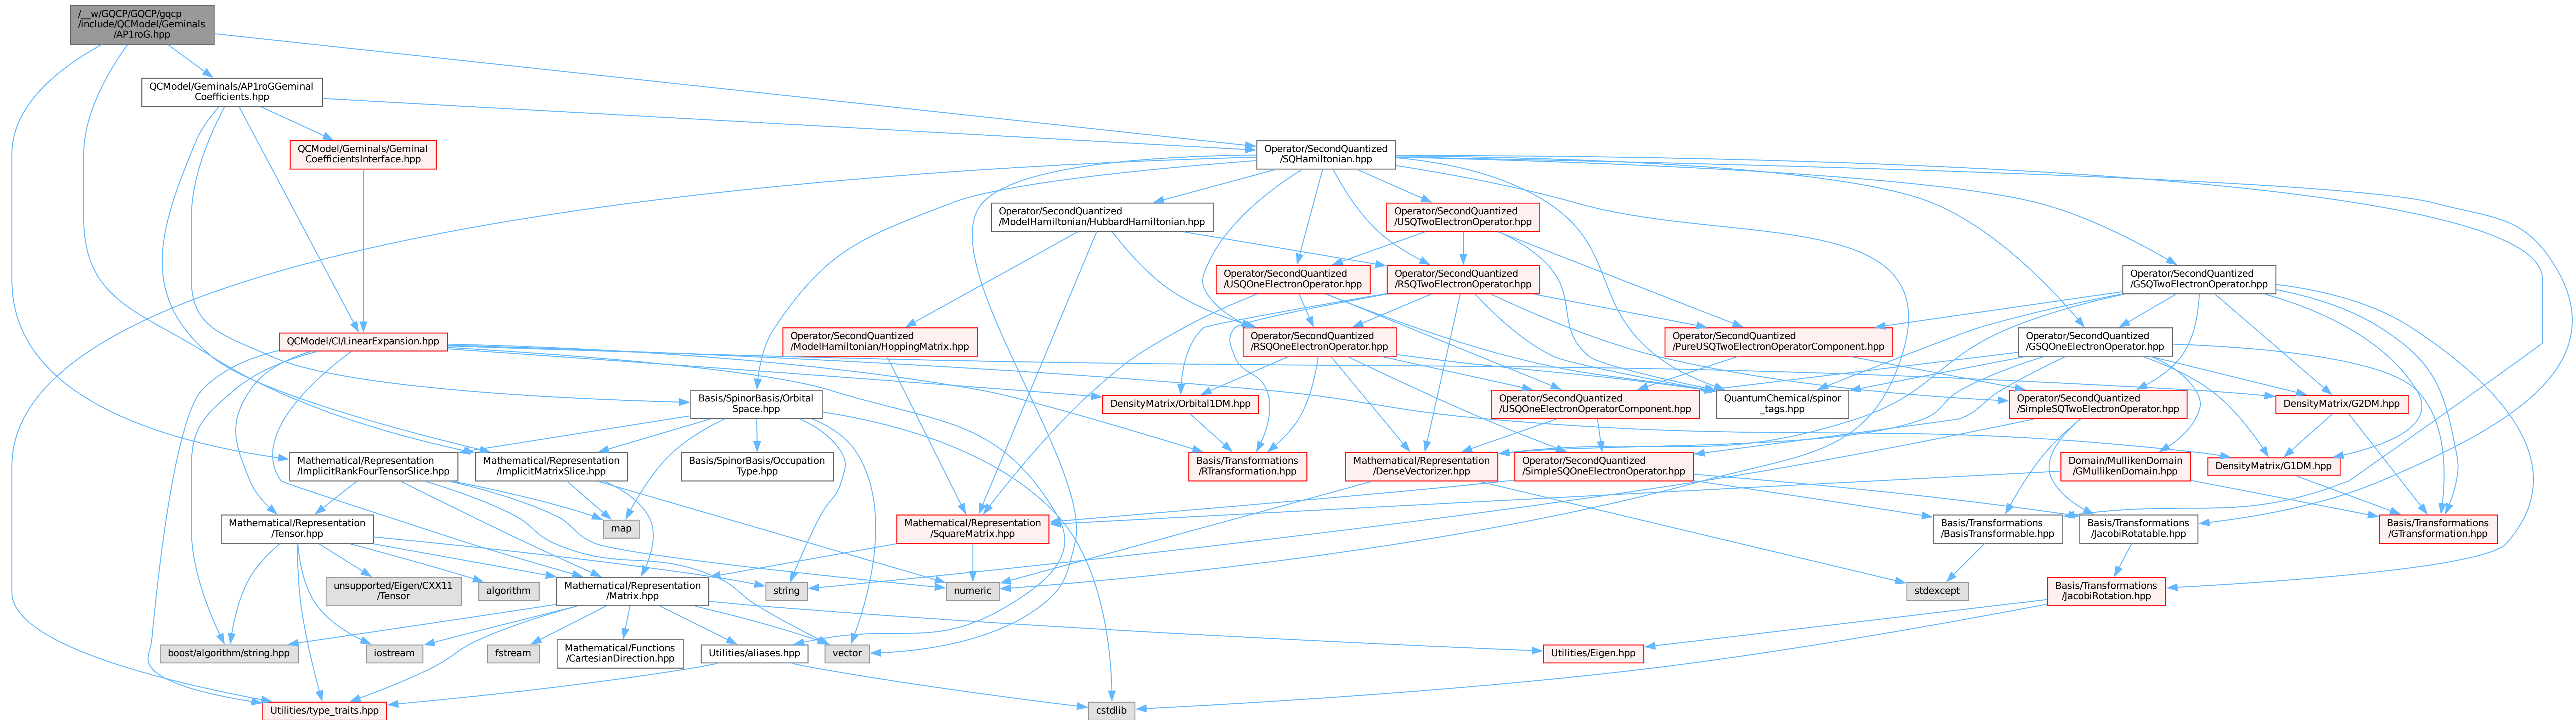 /__w/GQCP/GQCP/gqcp
/include/QCModel/Geminals
/AP1roG.hpp
QCModel/Geminals/AP1roGGeminal
Coefficients.hpp
QCModel/Geminals/Geminal
CoefficientsInterface.hpp
Operator/SecondQuantized
/SQHamiltonian.hpp
Operator/SecondQuantized
/ModelHamiltonian/HubbardHamiltonian.hpp
Operator/SecondQuantized
/USQTwoElectronOperator.hpp
Operator/SecondQuantized
/USQOneElectronOperator.hpp
Operator/SecondQuantized
/RSQTwoElectronOperator.hpp
Operator/SecondQuantized
/GSQTwoElectronOperator.hpp
QCModel/CI/LinearExpansion.hpp
Operator/SecondQuantized
/ModelHamiltonian/HoppingMatrix.hpp
Operator/SecondQuantized
/RSQOneElectronOperator.hpp
Operator/SecondQuantized
/PureUSQTwoElectronOperatorComponent.hpp
Operator/SecondQuantized
/GSQOneElectronOperator.hpp
Basis/SpinorBasis/Orbital
Space.hpp
DensityMatrix/Orbital1DM.hpp
Operator/SecondQuantized
/USQOneElectronOperatorComponent.hpp
QuantumChemical/spinor
_tags.hpp
Operator/SecondQuantized
/SimpleSQTwoElectronOperator.hpp
DensityMatrix/G2DM.hpp
Mathematical/Representation
/ImplicitRankFourTensorSlice.hpp
Mathematical/Representation
/ImplicitMatrixSlice.hpp
Basis/SpinorBasis/Occupation
Type.hpp
Basis/Transformations
/RTransformation.hpp
Mathematical/Representation
/DenseVectorizer.hpp
Operator/SecondQuantized
/SimpleSQOneElectronOperator.hpp
Domain/MullikenDomain
/GMullikenDomain.hpp
DensityMatrix/G1DM.hpp
Mathematical/Representation
/Tensor.hpp
map
Mathematical/Representation
/SquareMatrix.hpp
Basis/Transformations
/BasisTransformable.hpp
Basis/Transformations
/JacobiRotatable.hpp
Basis/Transformations
/GTransformation.hpp
unsupported/Eigen/CXX11
/Tensor
algorithm
Mathematical/Representation
/Matrix.hpp
string
numeric
stdexcept
Basis/Transformations
/JacobiRotation.hpp
boost/algorithm/string.hpp
iostream
fstream
Mathematical/Functions
/CartesianDirection.hpp
Utilities/aliases.hpp
vector
Utilities/Eigen.hpp
Utilities/type_traits.hpp
cstdlib